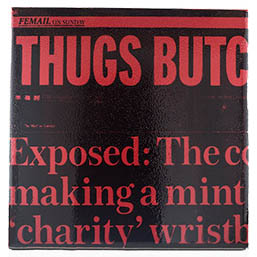 FEMAIL ON SUNDAY
THUGS BUTC
Exposed: The co
making a mint
'charity' wristb